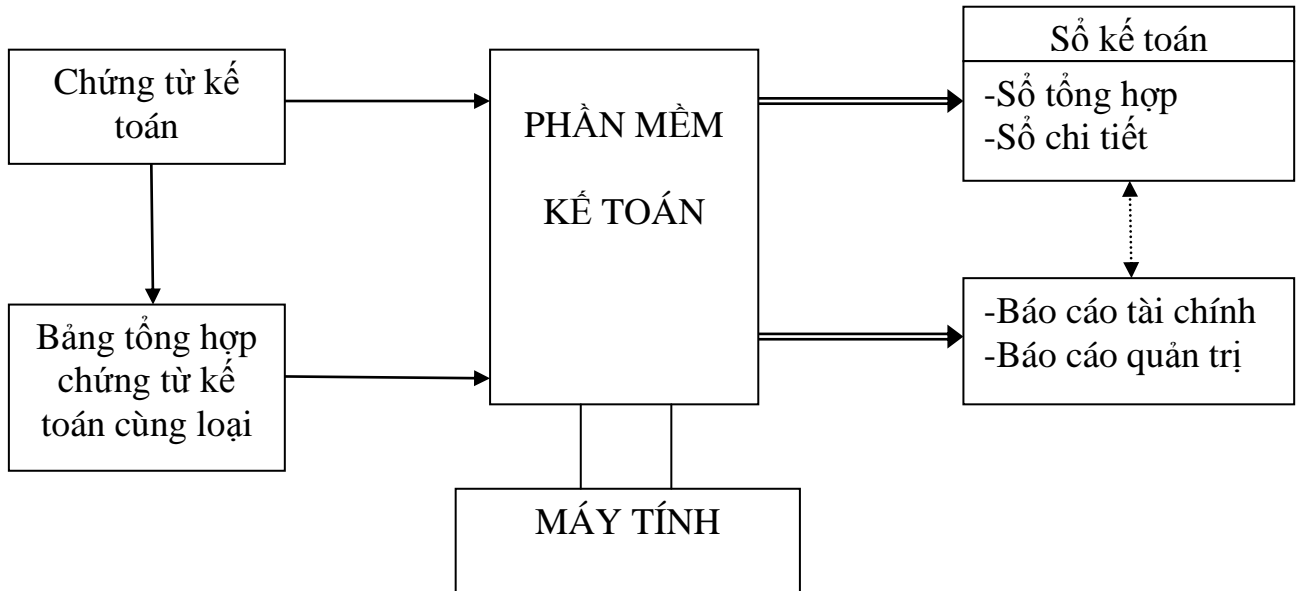 Chứng từ kế
toán
Bảng tổng hợp
chứng từ kế
toán cùng loại
PHẦN MỀM
KẾ TOÁN
MÁY TÍNH
Sổ kế toán
-Sổ tổng hợp
-Sổ chi tiết
-Báo cáo tài chính
-Báo cáo quản trị